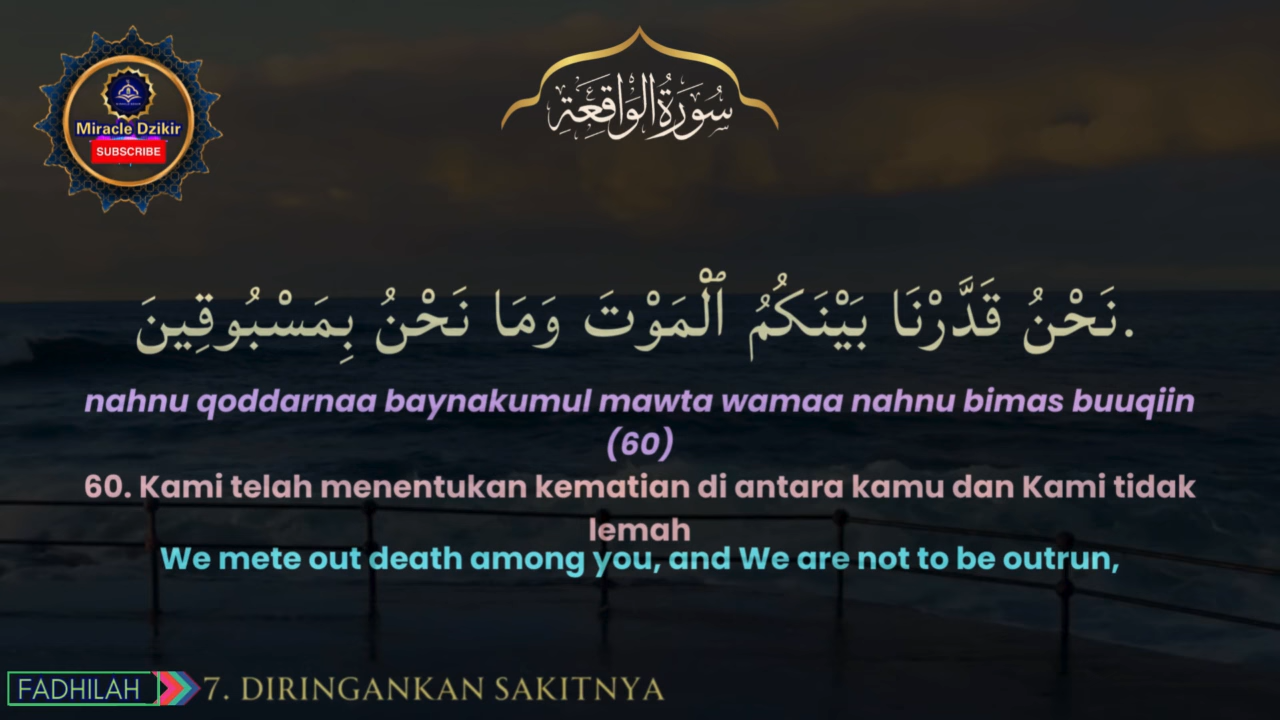 Miracle Dzikir
SUBSCRIBE
سُورَةُ الْوَاقِعَةِ
نَحْنُ قَدَّرْنَا بَيْنَكُمُ ٱلْمَوْتَ وَمَا نَحْنُ بِمَسْبُوقِينَ.
nahnu qoddarnaa baynakumul mawta wamaa nahnu bimas buuqiin
(60)
60. Kami telah menentukan kematian di antara kamu dan Kami tidak
lemah
We mete out death among you, and We are not to be outrun,
FADHILAH 7. DIRINGANKAN SAKITNYA